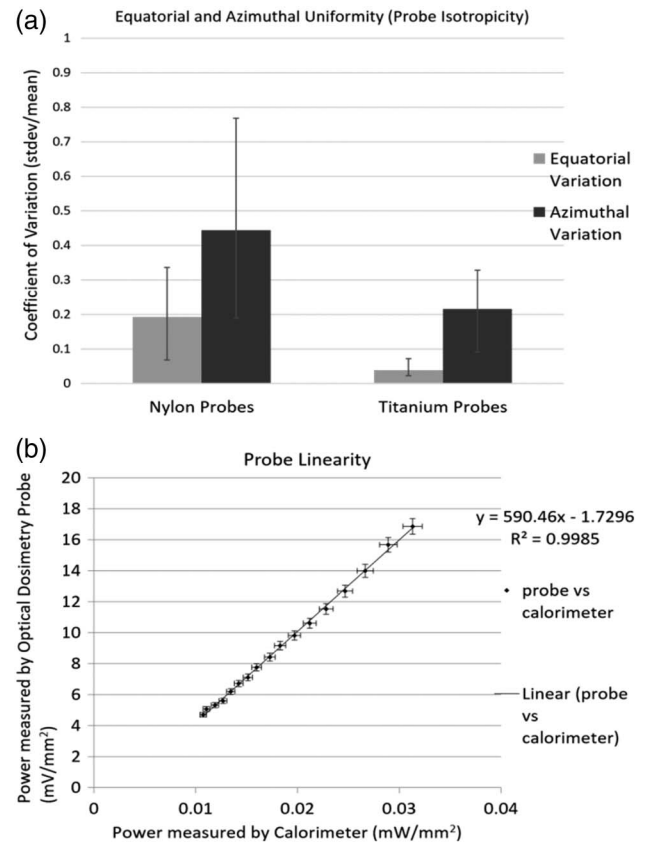 (a)
Equatorial and Azimuthal Uniformity (Probe Isotropicity)
Coefficient of Variation (stdev/mean)
1
0.9
0.8
0.7
0.6
0.5
0.4
0.3
0.2
0.1
0
Nylon Probes
Titanium Probes
Equatorial
Variation
Azimuthal
Variation
(b)
Probe Linearity
Power measured by Optical Dosimetry Probe
(mV/mm²)
20
18
16
14
12
10
8
6
4
2
0
0
0.01
0.02
0.03
0.04
Power measured by Calorimeter (mW/mm²)
y = 590.46x - 1.7296
R² = 0.9985
probe vs
calorimeter
Linear (probe
vs
calorimeter)